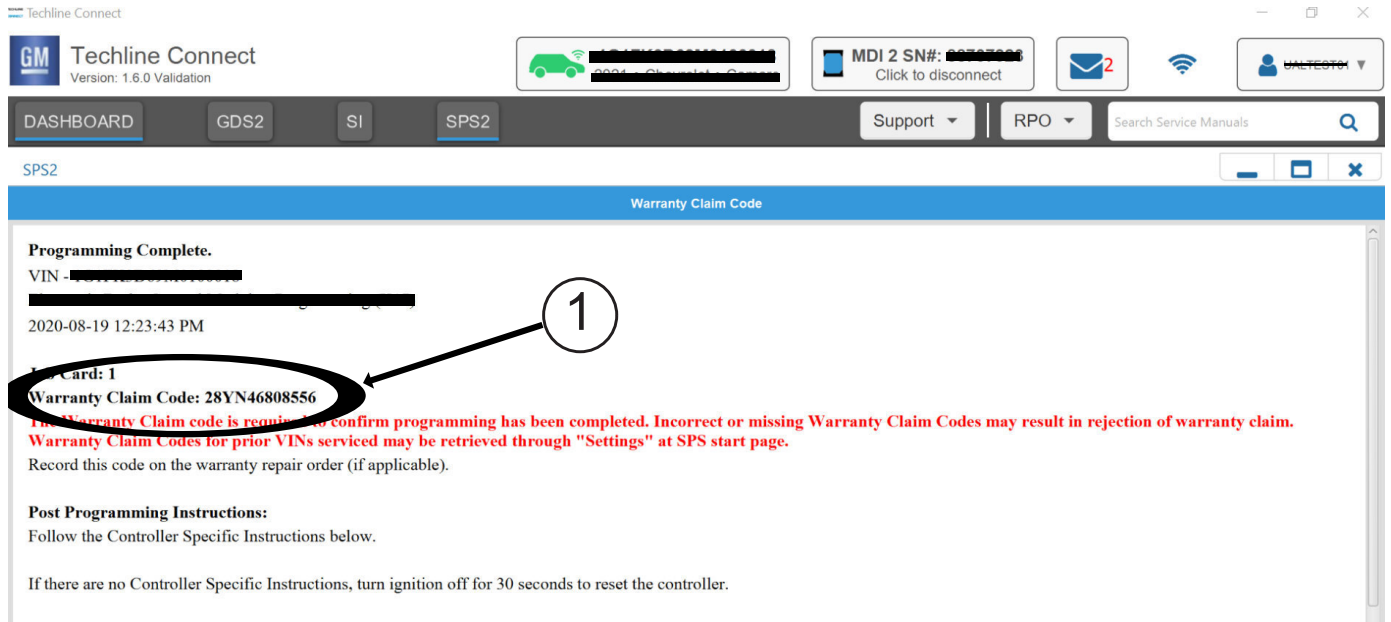 Techline Connect
GM
Techline Connect
Version: 1.6.0 Validation
MDI 2 SN#:
Click to disconnect
2
DASHBOARD GDS2 SI SPS2 Support RPO Search Service Manuals
SPS2
Warranty Claim Code
Programming Complete.
VIN -
1
2020-08-19 12:23:43 PM
Card: 1
Warranty Claim Code: 28YN46808556
The Warranty Claim code is required to confirm programming has been completed. Incorrect or missing Warranty Claim Codes may result in rejection of warranty claim.
Warranty Claim Codes for prior VINs serviced may be retrieved through "Settings" at SPS start page.
Record this code on the warranty repair order (if applicable).
Post Programming Instructions:
Follow the Controller Specific Instructions below.
If there are no Controller Specific Instructions, turn ignition off for 30 seconds to reset the controller.